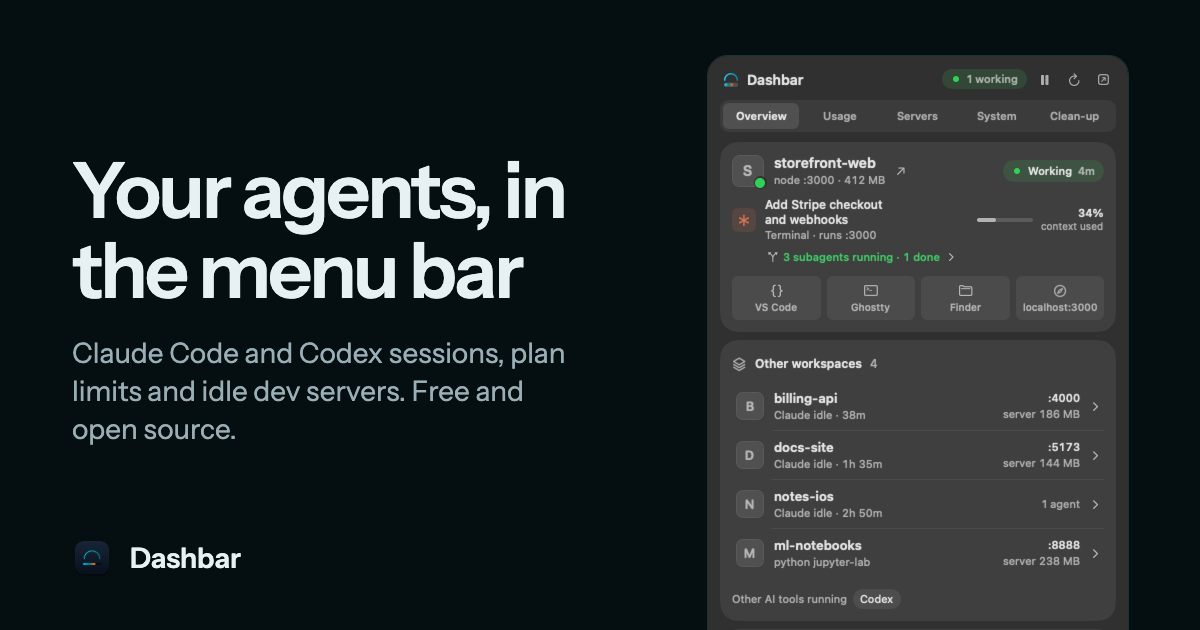 Your agents, in
the menu bar
Claude Code and Codex sessions, plan
limits and idle dev servers. Free and
open source.
Dashbar
Dashbar
1 working
Overview
Usage
Servers
System
Clean-up
S
storefront-web
node :3000 · 412 MB
Working 4m
Add Stripe checkout
and webhooks
Terminal · runs :3000
34%
context used
3 subagents running · 1 done
{}
VS Code
Ghostty
Finder
localhost:3000
Other workspaces 4
B
billing-api
Claude idle · 38m
:4000
server 186 MB
D
docs-site
Claude idle · 1h 35m
:5173
server 144 MB
N
notes-ios
Claude idle · 2h 50m
1 agent
M
ml-notebooks
python jupyter-lab
:8888
server 238 MB
Other AI tools running
Codex